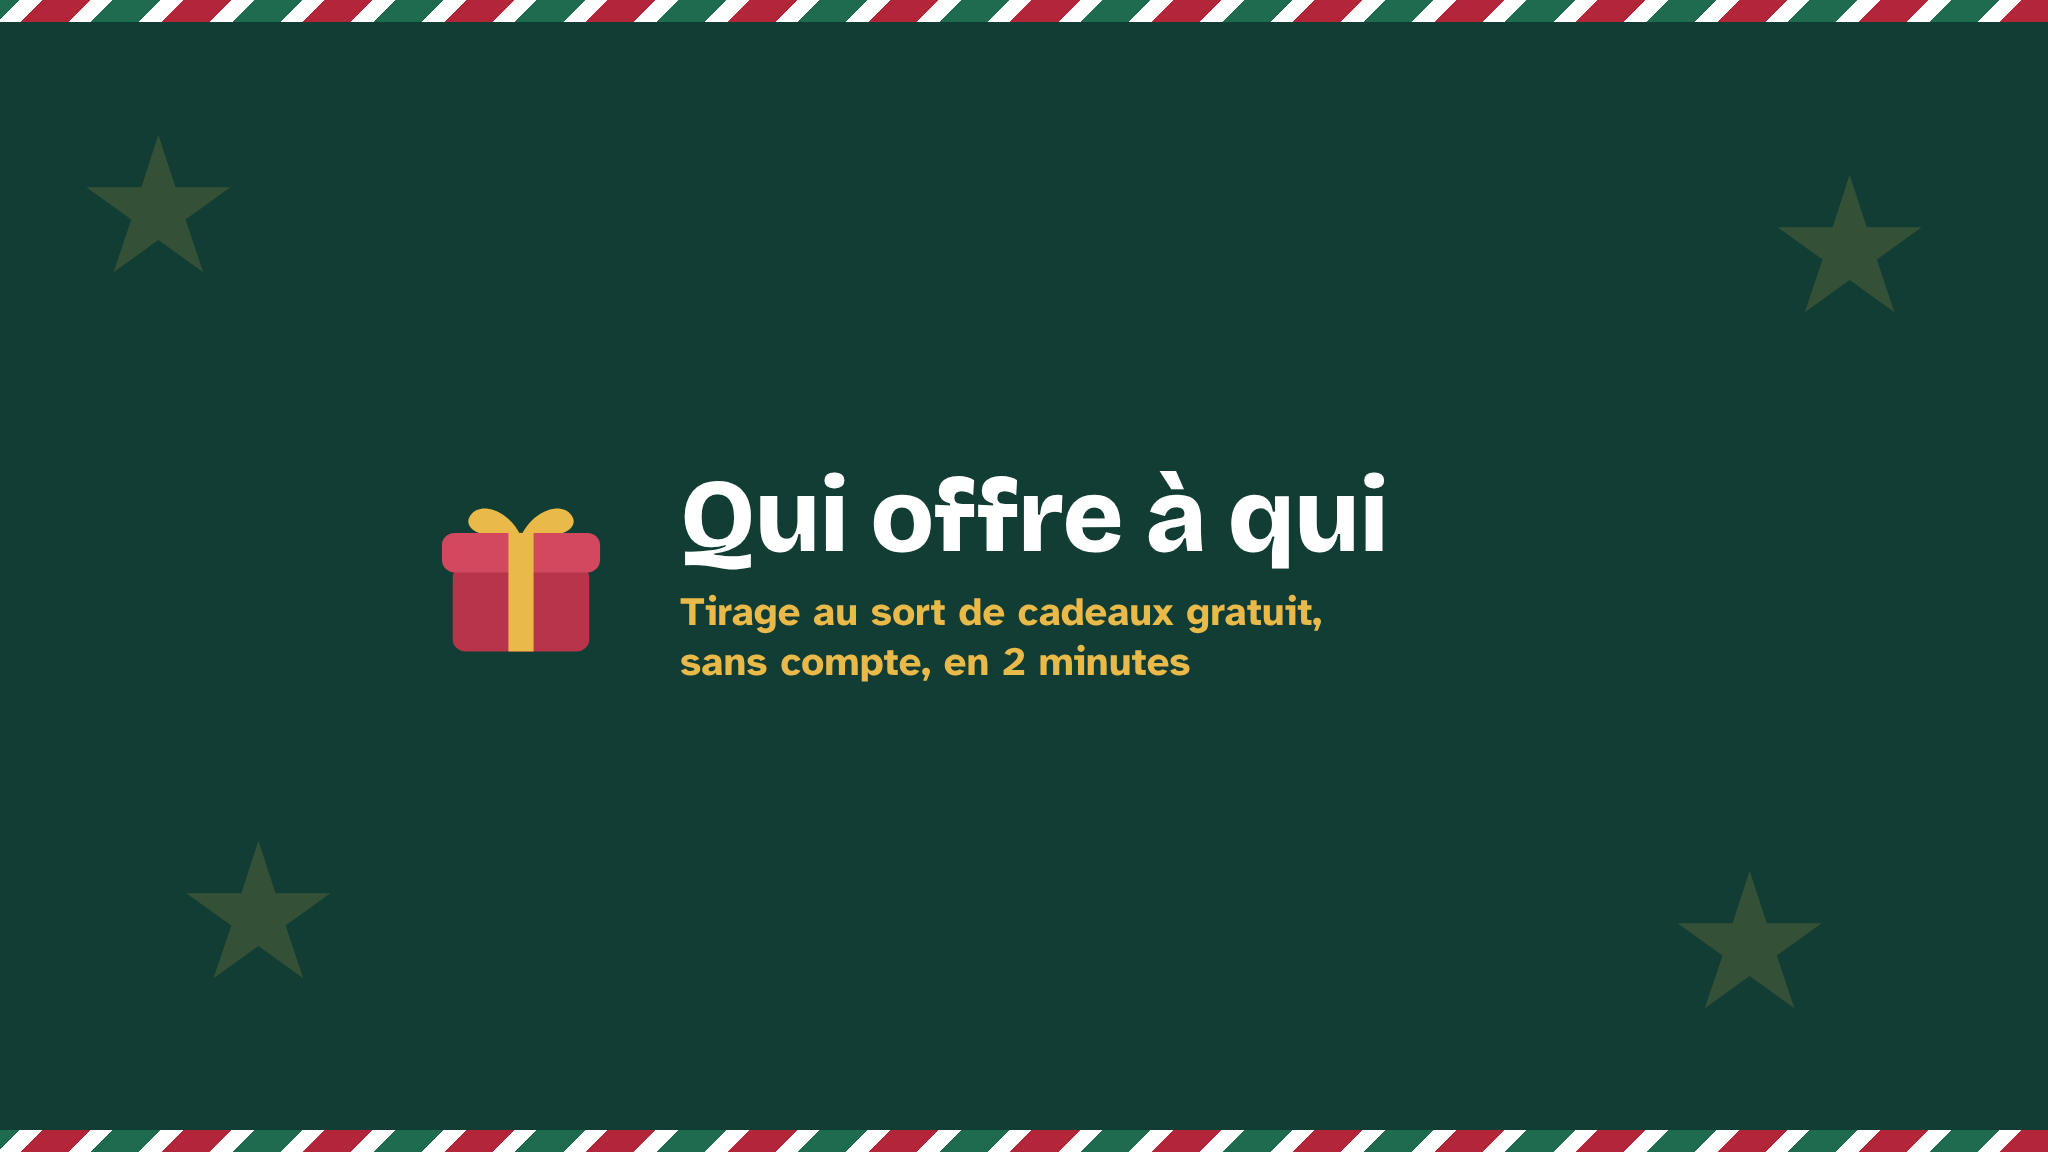 Qui offre à qui
Tirage au sort de cadeaux gratuit,
sans compte, en 2 minutes